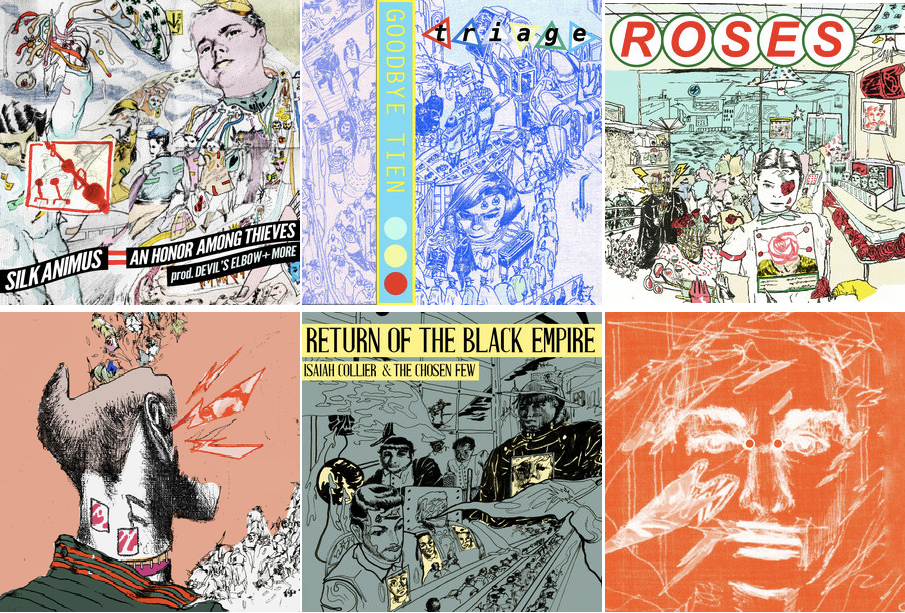 SILK ANIMUS = AN HONOR AMONG THIEVES
prod. DEVIL'S ELBOW + MORE
GOODBYE TIEN
triage
ROSES
RETURN OF THE BLACK EMPIRE
ISAIAH COLLIER & THE CHOSEN FEW